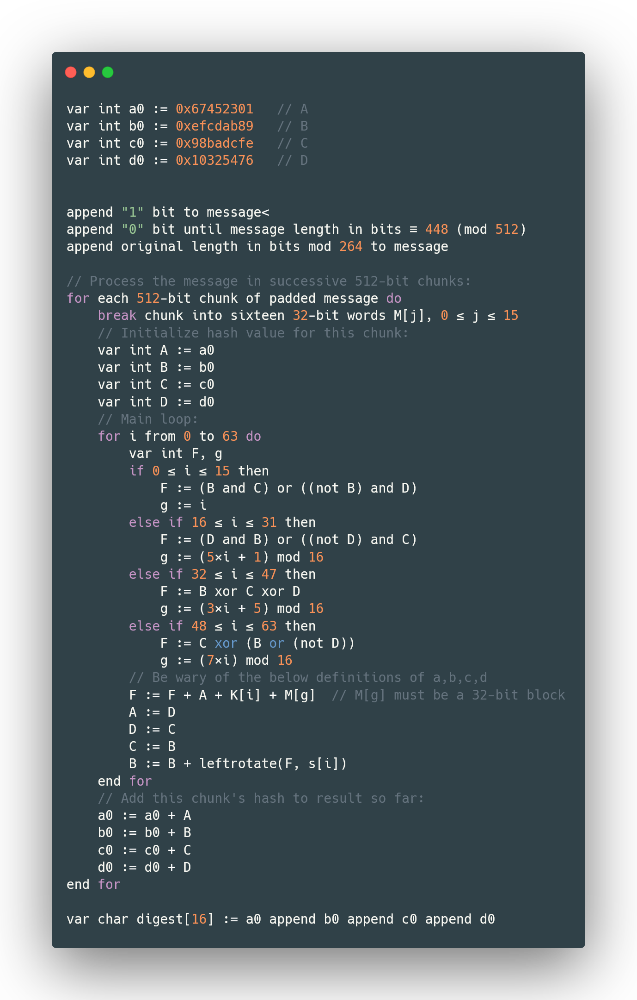 var int a0 := 0x67452301   // A
var int b0 := 0xefcdab89   // B
var int c0 := 0x98badcfe   // C
var int d0 := 0x10325476   // D


append "1" bit to message<
append "0" bit until message length in bits ≡ 448 (mod 512)
append original length in bits mod 264 to message

// Process the message in successive 512-bit chunks:
for each 512-bit chunk of padded message do
    break chunk into sixteen 32-bit words M[j], 0 ≤ j ≤ 15
    // Initialize hash value for this chunk:
    var int A := a0
    var int B := b0
    var int C := c0
    var int D := d0
    // Main loop:
    for i from 0 to 63 do
        var int F, g
        if 0 ≤ i ≤ 15 then
            F := (B and C) or ((not B) and D)
            g := i
        else if 16 ≤ i ≤ 31 then
            F := (D and B) or ((not D) and C)
            g := (5×i + 1) mod 16
        else if 32 ≤ i ≤ 47 then
            F := B xor C xor D
            g := (3×i + 5) mod 16
        else if 48 ≤ i ≤ 63 then
            F := C xor (B or (not D))
            g := (7×i) mod 16
        // Be wary of the below definitions of a,b,c,d
        F := F + A + K[i] + M[g]  // M[g] must be a 32-bit block
        A := D
        D := C
        C := B
        B := B + leftrotate(F, s[i])
    end for
    // Add this chunk's hash to result so far:
    a0 := a0 + A
    b0 := b0 + B
    c0 := c0 + C
    d0 := d0 + D
end for

var char digest[16] := a0 append b0 append c0 append d0